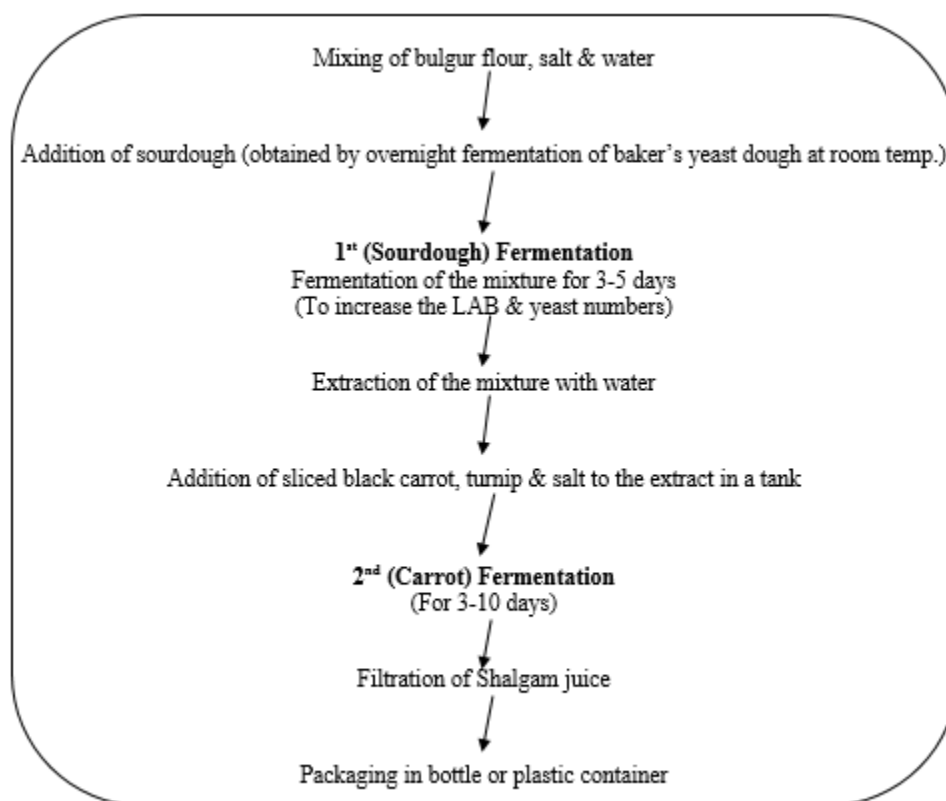 Mixing of bulgur flour, salt & water
Addition of sourdough (obtained by overnight fermentation of baker’s yeast dough at room temp.)
1st (Sourdough) Fermentation
Fermentation of the mixture for 3-5 days
(To increase the LAB & yeast numbers)
Extraction of the mixture with water
Addition of sliced black carrot, turnip & salt to the extract in a tank
2nd (Carrot) Fermentation
(For 3-10 days)
Filtration of Shalgam juice
Packaging in bottle or plastic container